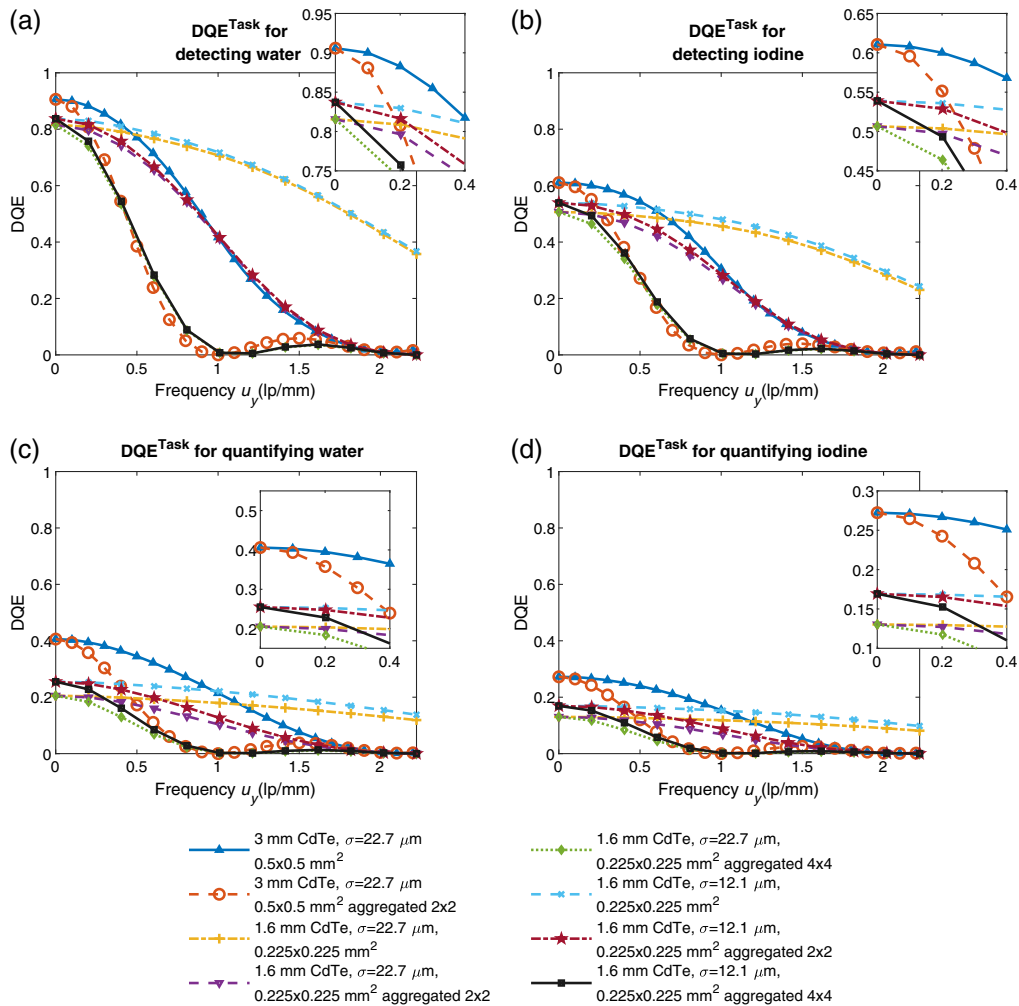 (a)
DQE^Task for
detecting water
0.95
0.9
0.85
0.8
0.75
0 0.2 0.4
1
0.8
0.6
0.4
0.2
0
DQE
0 0.5 1 1.5 2
Frequency u_y(lp/mm)
(b)
DQE^Task for
detecting iodine
0.65
0.6
0.55
0.5
0.45
0 0.2 0.4
1
0.8
0.6
0.4
0.2
0
DQE
0 0.5 1 1.5 2
Frequency u_y(lp/mm)
(c)
DQE^Task for quantifying water
0.5
0.4
0.3
0.2
0 0.2 0.4
1
0.8
0.6
0.4
0.2
0
DQE
0 0.5 1 1.5 2
Frequency u_y(lp/mm)
(d)
DQE^Task for quantifying iodine
0.3
0.25
0.2
0.15
0.1
0 0.2 0.4
1
0.8
0.6
0.4
0.2
0
DQE
0 0.5 1 1.5 2
Frequency u_y(lp/mm)
3 mm CdTe, σ=22.7 μm
0.5x0.5 mm²
3 mm CdTe, σ=22.7 μm
0.5x0.5 mm² aggregated 2x2
1.6 mm CdTe, σ=22.7 μm,
0.225x0.225 mm²
1.6 mm CdTe, σ=22.7 μm,
0.225x0.225 mm² aggregated 2x2
1.6 mm CdTe, σ=22.7 μm,
0.225x0.225 mm² aggregated 4x4
1.6 mm CdTe, σ=12.1 μm,
0.225x0.225 mm²
1.6 mm CdTe, σ=12.1 μm,
0.225x0.225 mm² aggregated 2x2
1.6 mm CdTe, σ=12.1 μm,
0.225x0.225 mm² aggregated 4x4